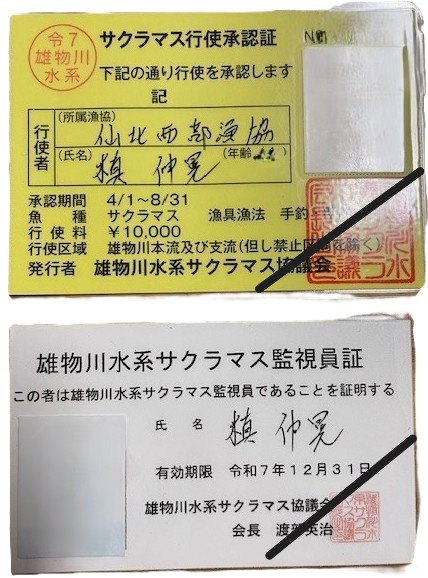 令7
雄物川
水系
サクラマス行使承認証
下記の通り行使を承認します
記
行使者
(所属漁協) 仙北西部漁協
(氏名) 槙 仲晃 (年齢
承認期間 4/1~8/31
魚種 サクラマス 漁具漁法 手釣
行使料 ¥10,000
行使区域 雄物川本流及び支流(但し禁止区間を除く)
発行者 雄物川水系サクラマス協議会
雄物川水系サクラマス監視員証
この者は雄物川水系サクラマス監視員であることを証明する
氏名 槙 仲晃
有効期限 令和7年12月31日
雄物川水系サクラマス協議会
会長 渡部英治